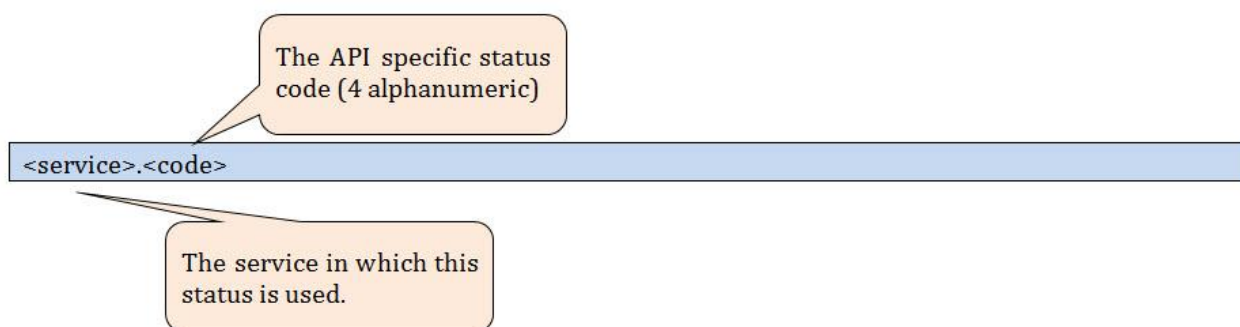 The API specific status
code (4 alphanumeric)
<service>.<code>
The service in which this
status is used.